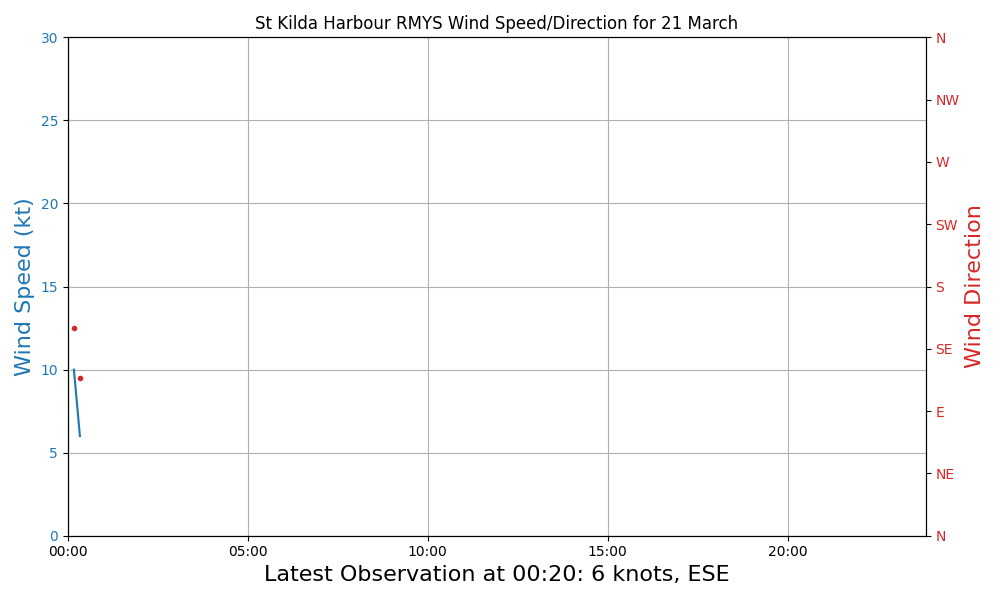 St Kilda Harbour RMYS Wind Speed/Direction for 21 March
30
25
20
15
10
5
0
Wind Speed (kt)
N
NW
W
SW
S
SE
E
NE
N
Wind Direction
00:00
05:00
10:00
15:00
20:00
Latest Observation at 00:20: 6 knots, ESE